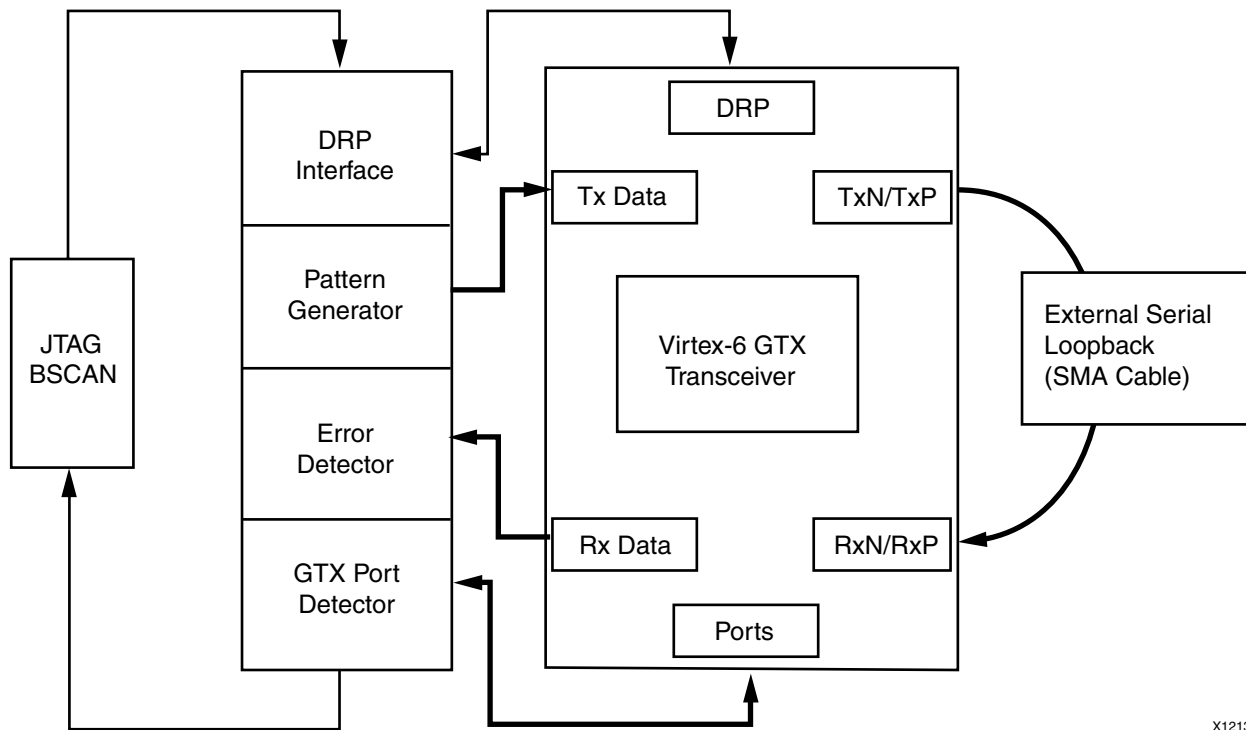 DRP
Interface
Pattern
Generator
Error
Detector
GTX Port
Detector
JTAG
BSCAN
DRP
Tx Data
TxN/TxP
Virtex-6 GTX
Transceiver
Rx Data
RxN/RxP
Ports
External Serial
Loopback
(SMA Cable)